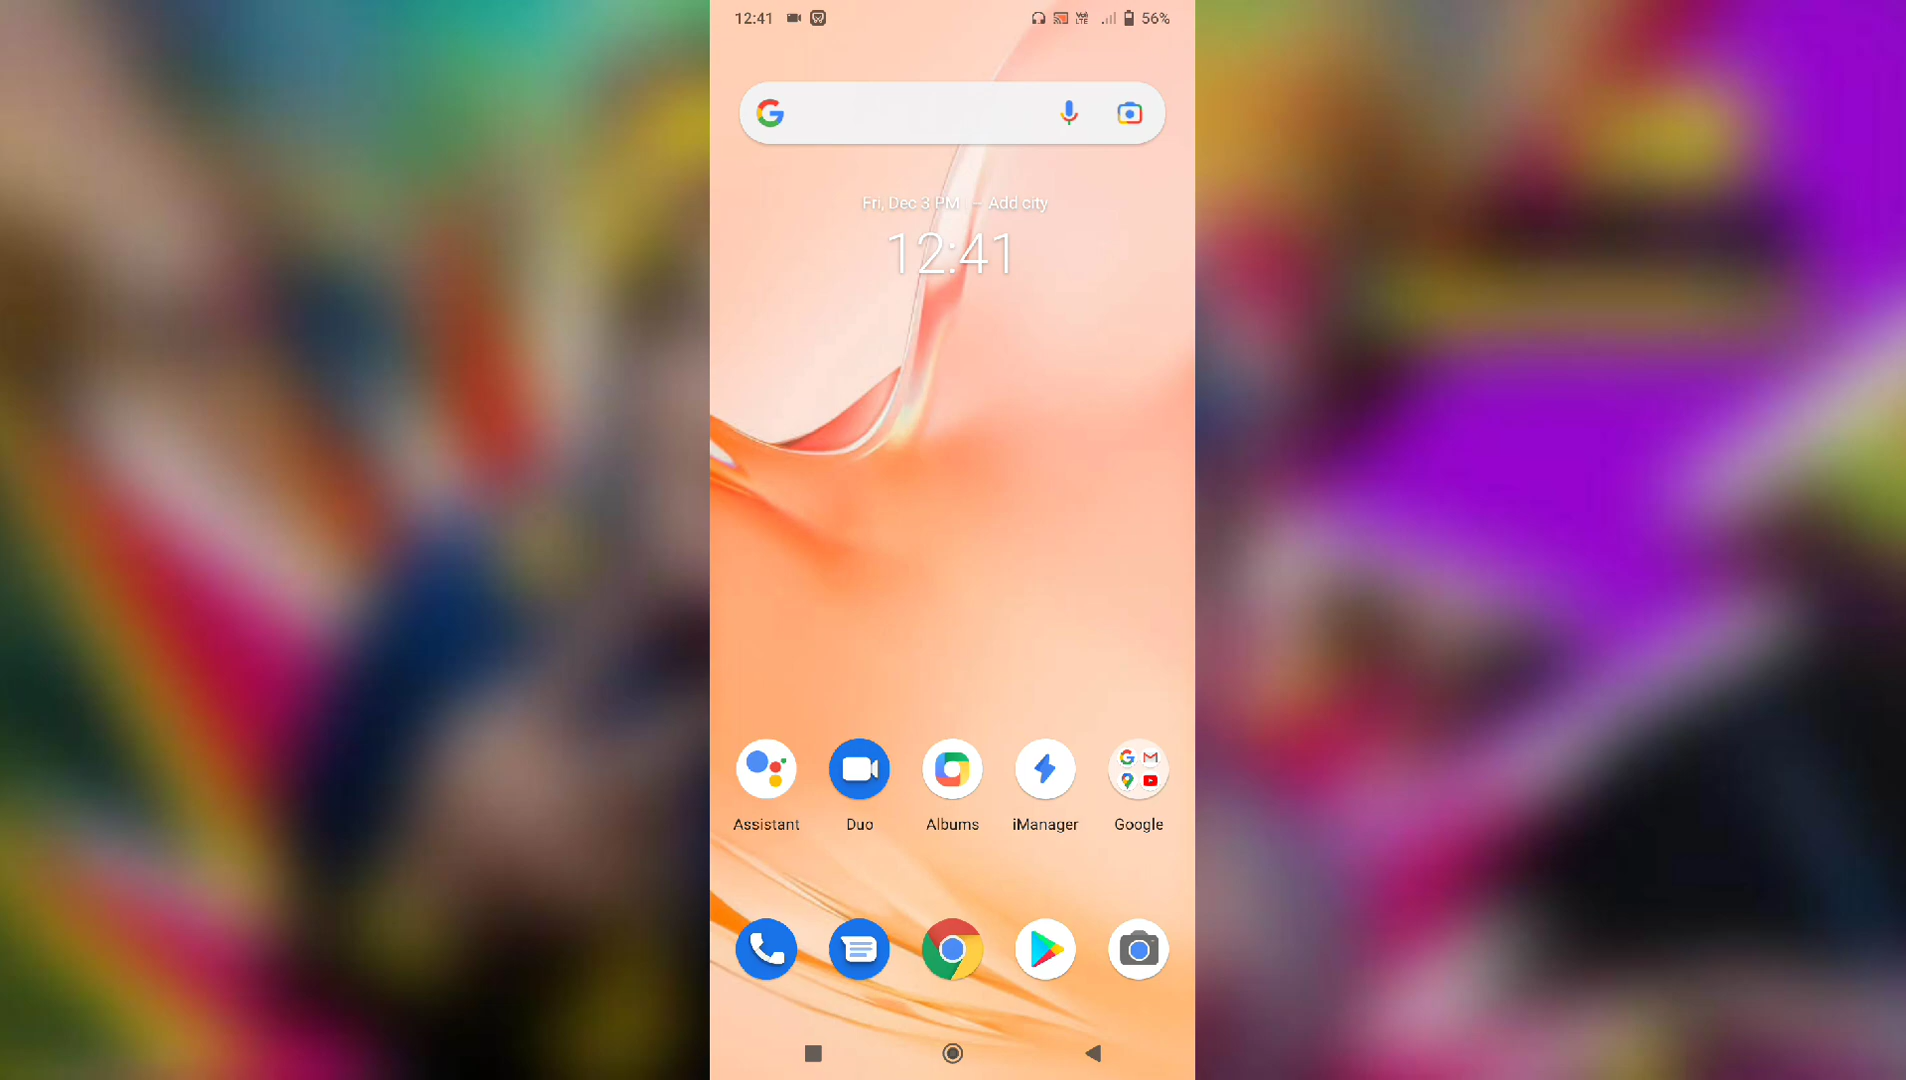 12:41 56%
Fri, Dec 3 PM – Add city
12:41
Assistant Duo Albums iManager Google